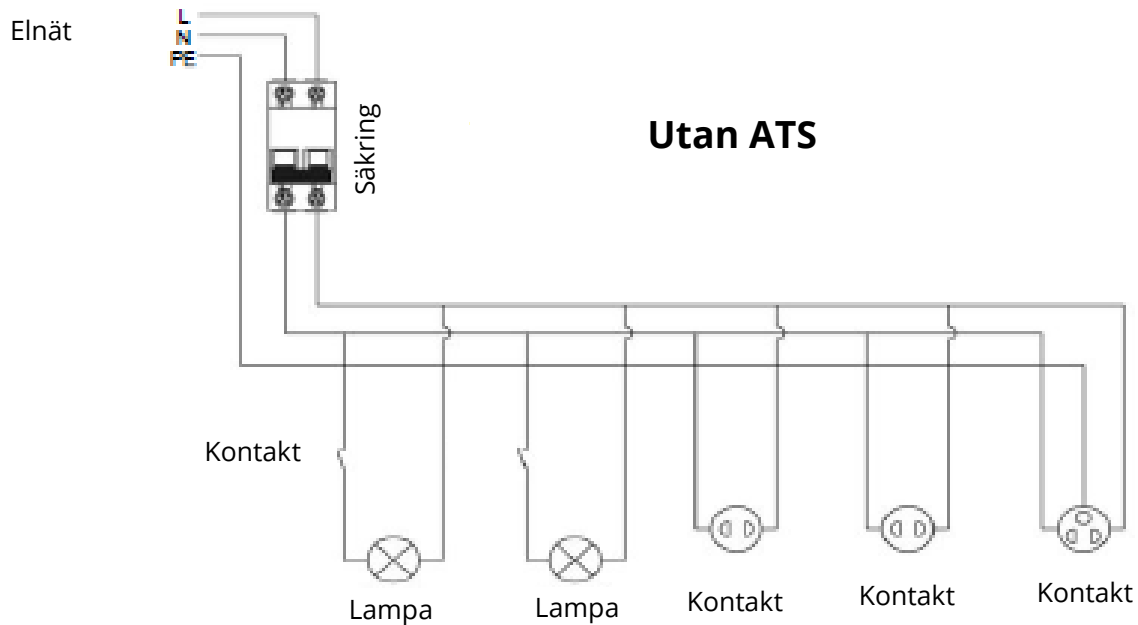 Elnät
L
N
PE
Säkring
Utan ATS
Kontakt
Lampa
Lampa
Kontakt
Kontakt
Kontakt